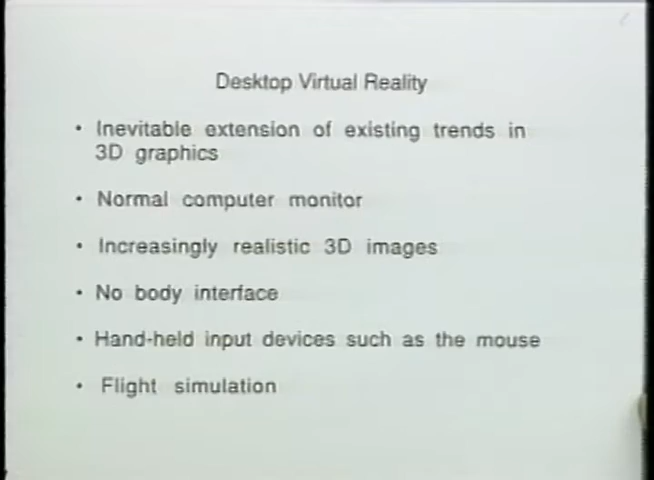 Desktop Virtual Reality
• Inevitable extension of existing trends in
3D graphics
• Normal computer monitor
• Increasingly realistic 3D images
• No body interface
• Hand-held input devices such as the mouse
• Flight simulation